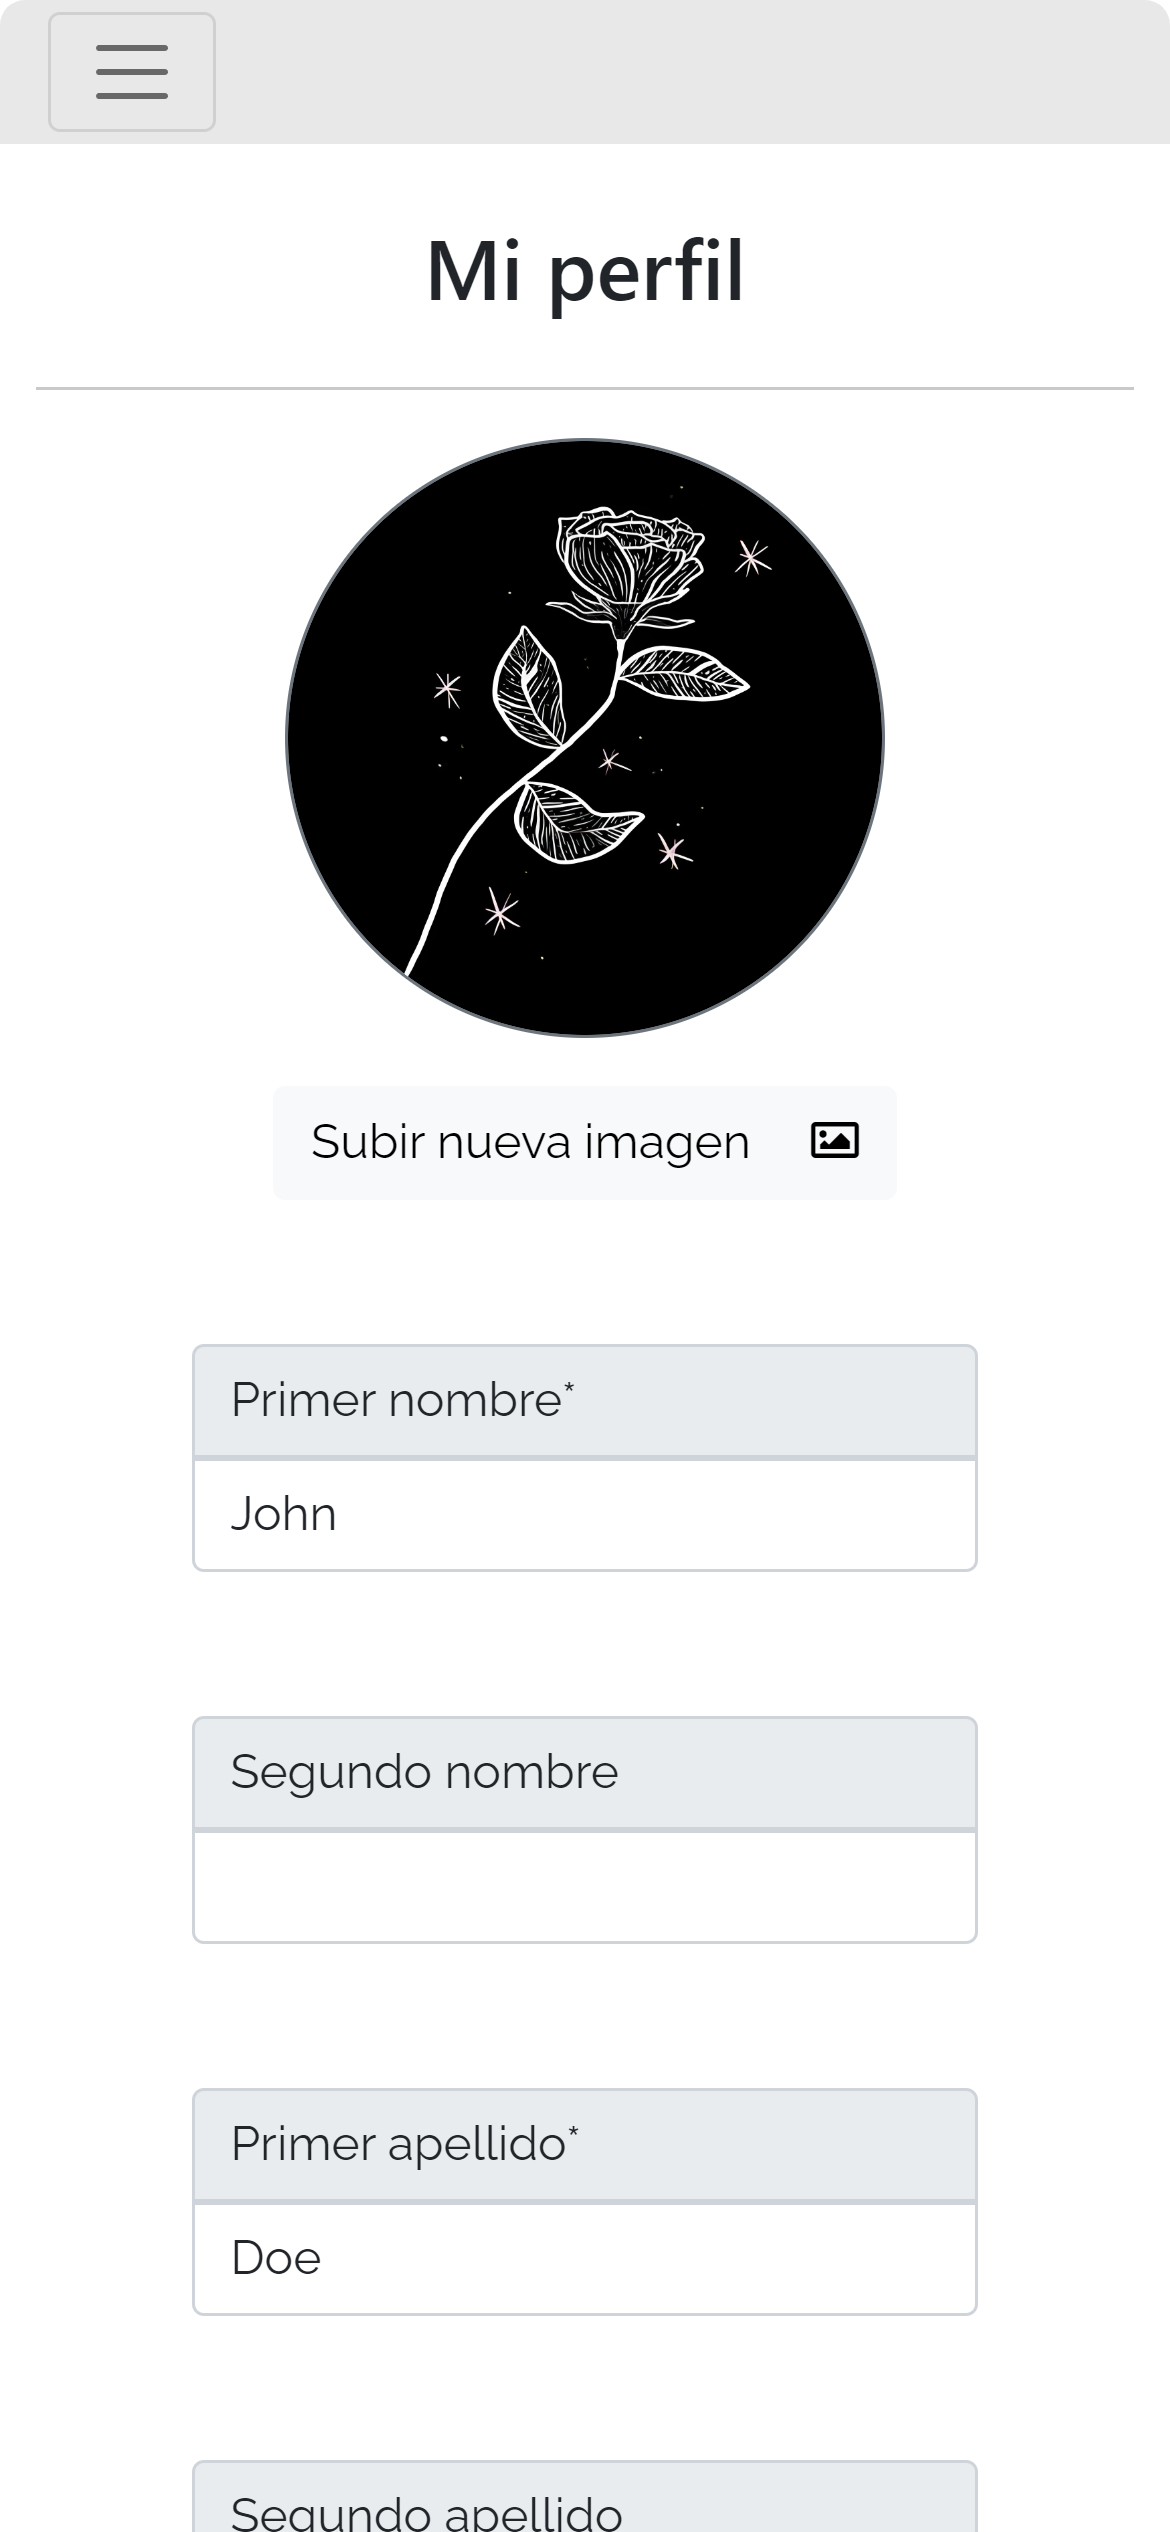 Mi perfil
Subir nueva imagen
Primer nombre*
John
Segundo nombre
Primer apellido*
Doe
Segundo apellido